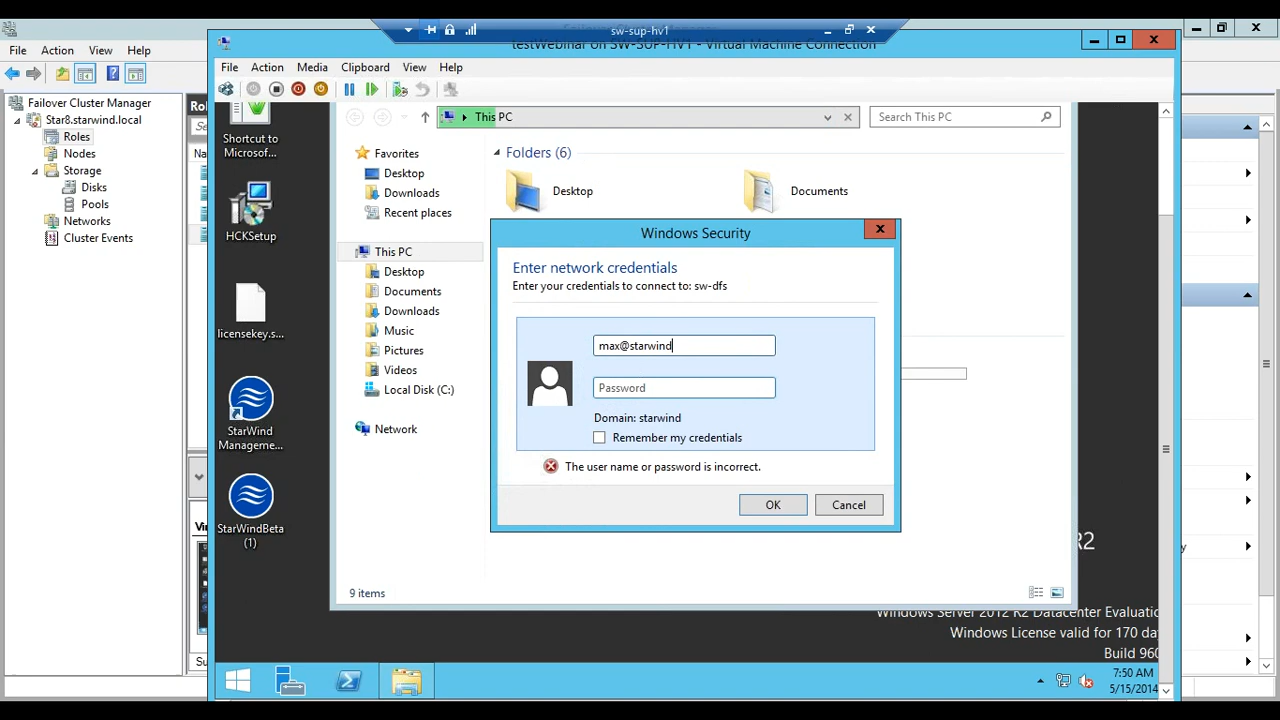 sw-sup-hv1
testWebinar on SW-SUP-HV1 - Virtual Machine Connection
File Action View Help
File Action Media Clipboard View Help
Failover Cluster Manager
Star8.starwind.local
Roles
Nodes
Storage
Disks
Pools
Networks
Cluster Events
Shortcut to
Microsof...
HCKSetup
licensekey.s...
StarWind
Manageme...
StarWindBeta
(1)
This PC
Search This PC
Favorites
Desktop
Downloads
Recent places
This PC
Desktop
Documents
Downloads
Music
Pictures
Videos
Local Disk (C:)
Network
Folders (6)
Desktop
Documents
Windows Security
Enter network credentials
Enter your credentials to connect to: sw-dfs
max@starwind
Password
Domain: starwind
Remember my credentials
The user name or password is incorrect.
OK
Cancel
9 items
R2
Windows Server 2012 R2 Datacenter Evaluatio
Windows License valid for 170 da
Build 960
7:50 AM
5/15/2014